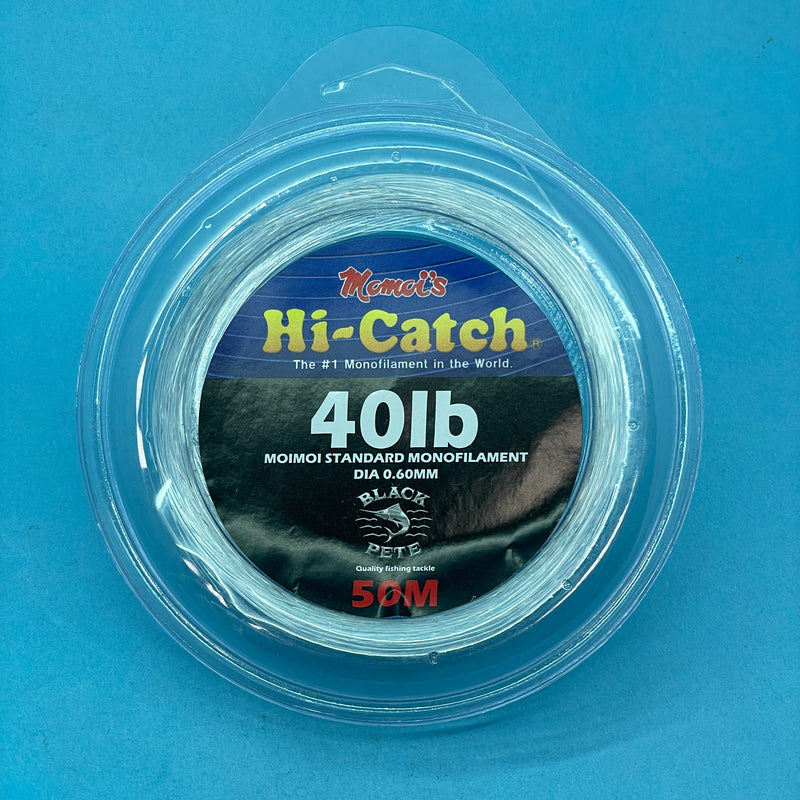 Momoi's
Hi-Catch®
The #1 Monofilament in the World.
40lb
MOIMOI STANDARD MONOFILAMENT
DIA 0.60MM
BLACK
PETE
Quality fishing tackle
50M